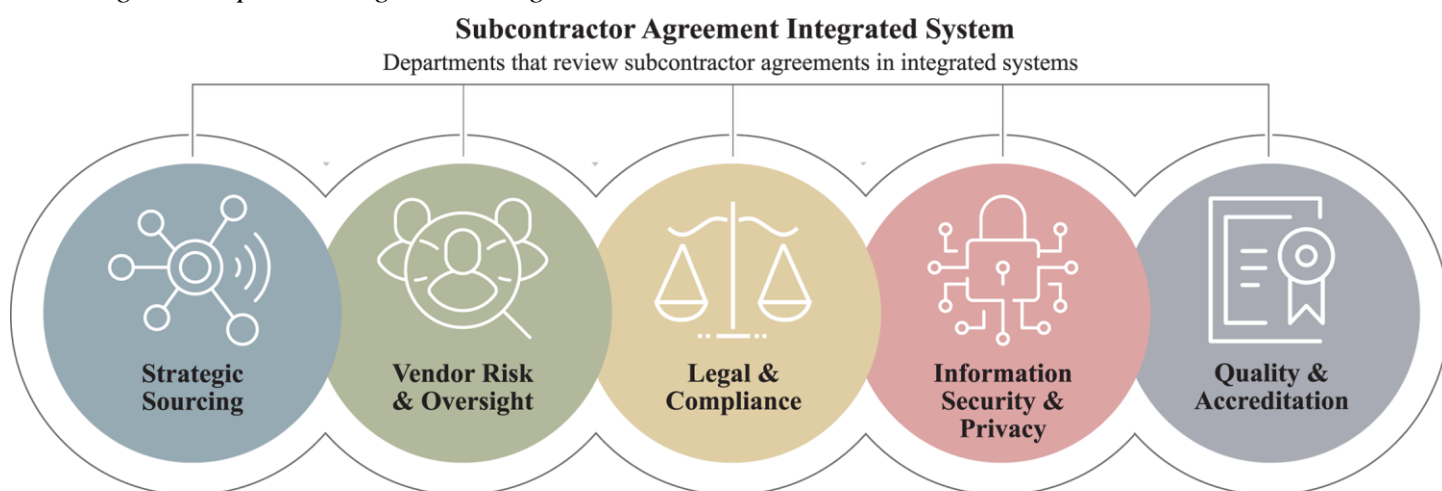 Subcontractor Agreement Integrated System
Departments that review subcontractor agreements in integrated systems
Strategic
Sourcing
Vendor Risk
& Oversight
Legal &
Compliance
Information
Security &
Privacy
Quality &
Accreditation